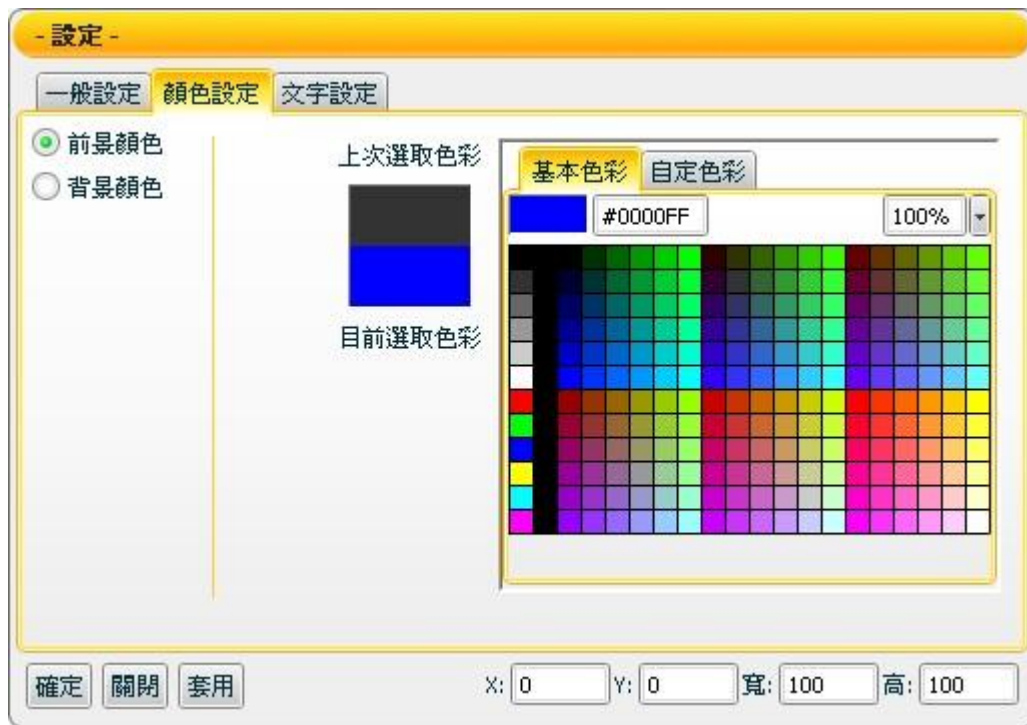 - 設定 -
一般設定 顏色設定 文字設定
前景顏色
背景顏色
上次選取色彩
目前選取色彩
基本色彩 自定色彩
#0000FF 100%
確定 關閉 套用 X: 0 Y: 0 寬: 100 高: 100